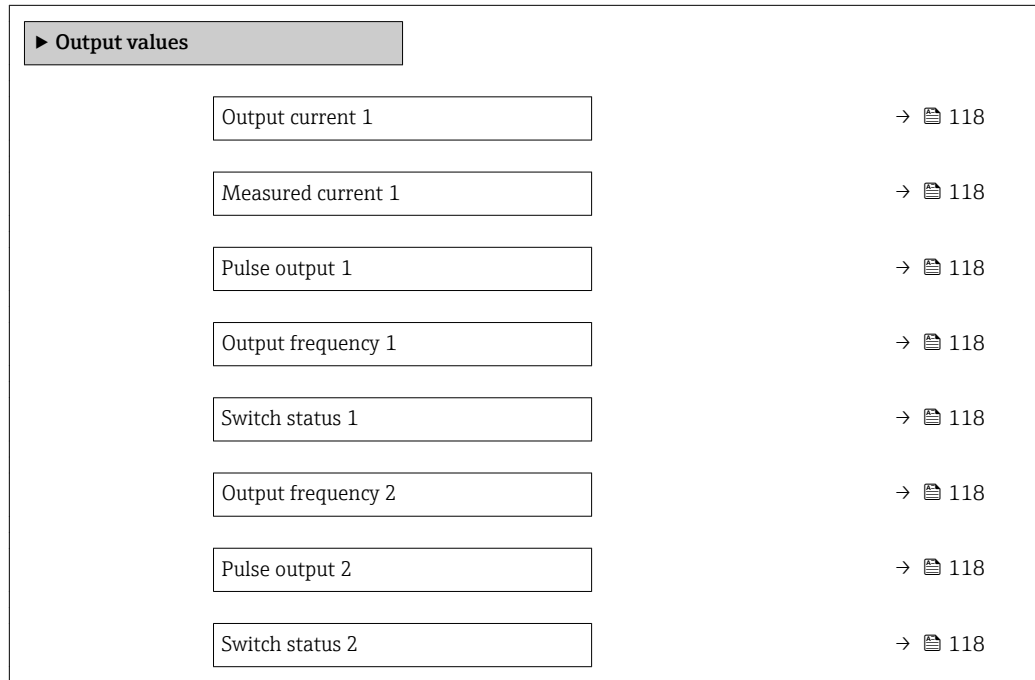 ▶ Output values
Output current 1 → 118
Measured current 1 → 118
Pulse output 1 → 118
Output frequency 1 → 118
Switch status 1 → 118
Output frequency 2 → 118
Pulse output 2 → 118
Switch status 2 → 118